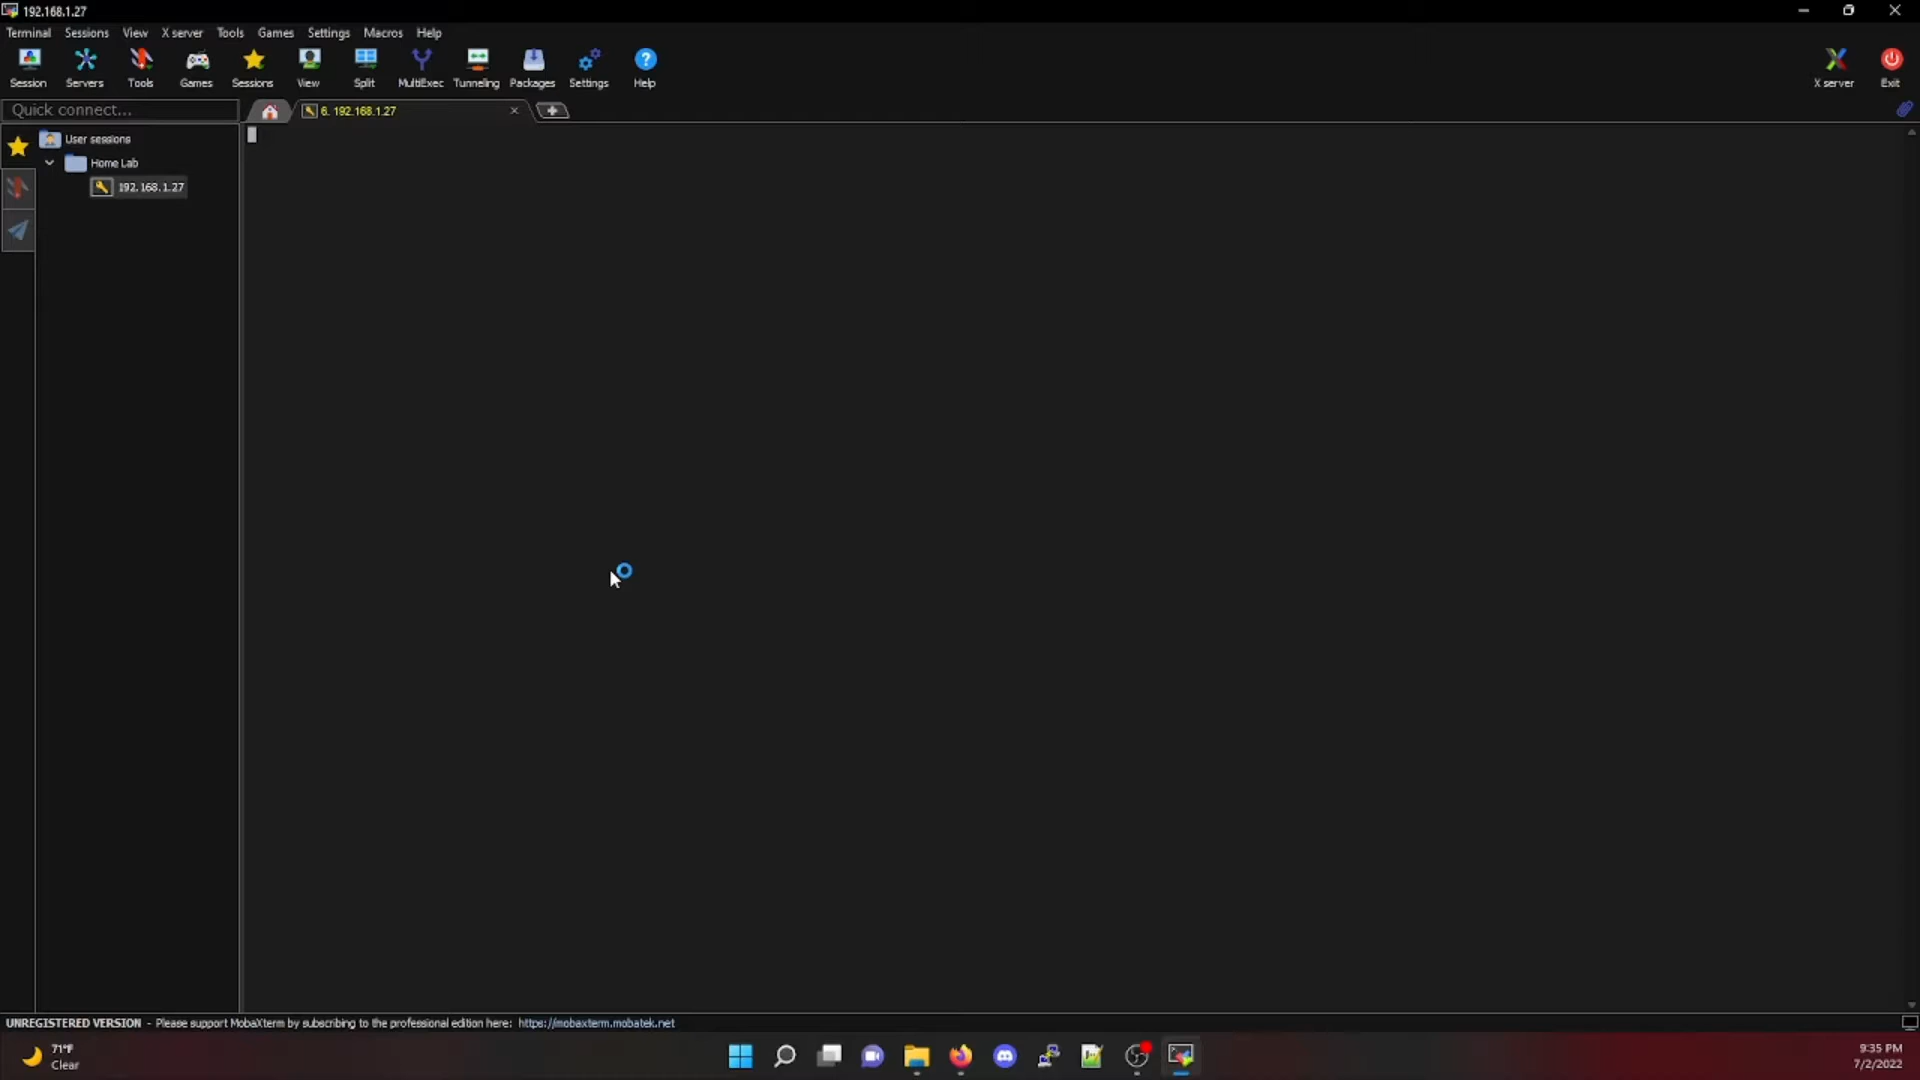 192.168.1.27
Terminal Sessions View X server Tools Games Settings Macros Help
Session Servers Tools Games Sessions View Split MultiExec Tunneling Packages Settings Help X server Exit
Quick connect...
6. 192.168.1.27
User sessions
Home Lab
192.168.1.27
UNREGISTERED VERSION - Please support MobaXterm by subscribing to the professional edition here: https://mobaxterm.mobatek.net
71°F
Clear
9:35 PM
7/2/2022